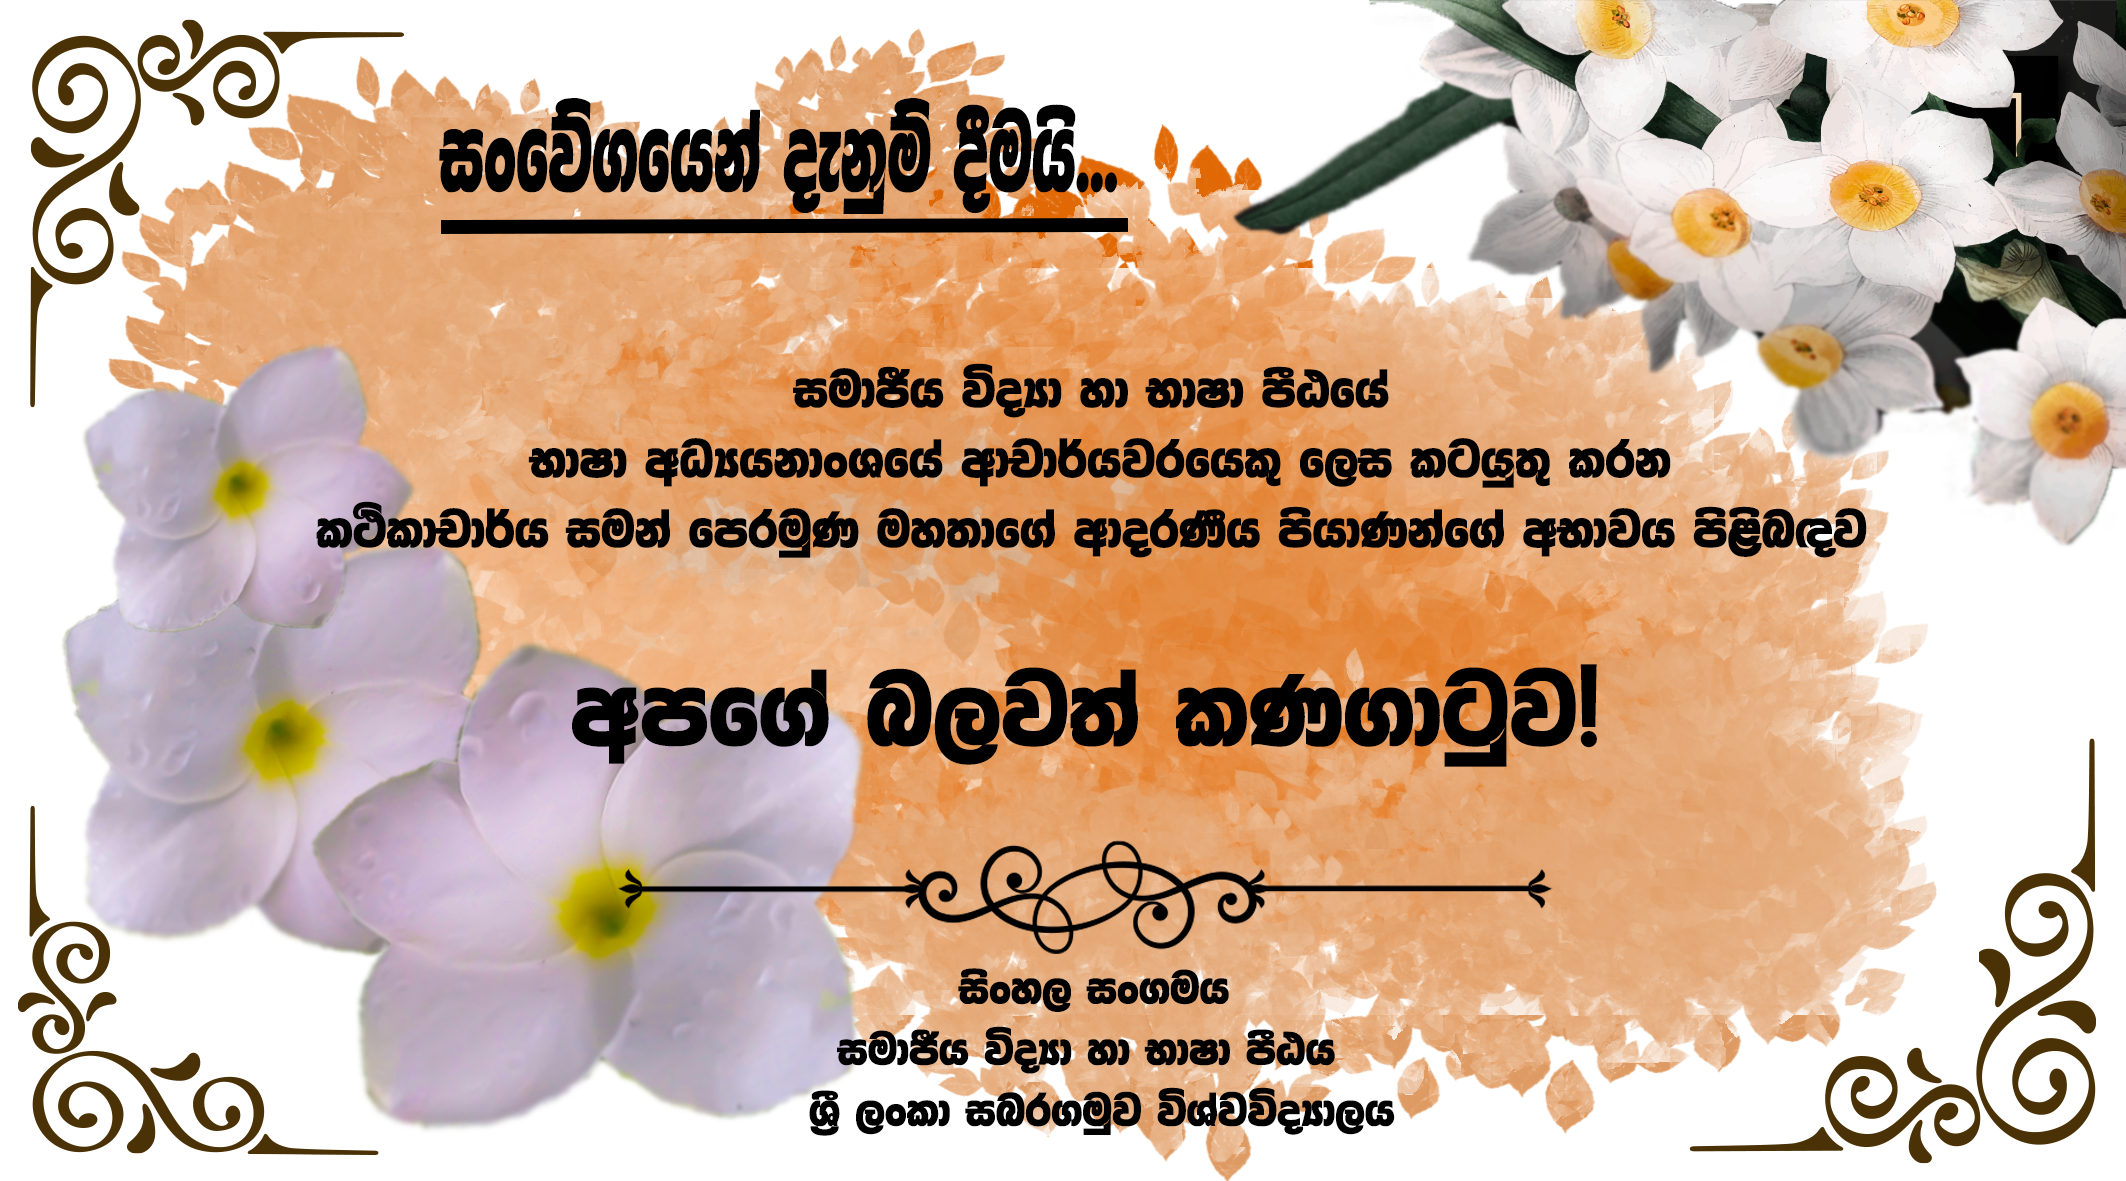 සංවේගයෙන් දැනුම් දීමයි...
සමාජීය විද්‍යා හා භාෂා පීඨයේ
භාෂා අධ්‍යයනාංශයේ ආචාර්යවරයෙකු ලෙස කටයුතු කරන
කථිකාචාර්ය සමන් පෙරමුණ මහතාගේ ආදරණීය පියාණන්ගේ අභාවය පිළිබඳව
අපගේ බලවත් කණගාටුව!
සිංහල සංගමය
සමාජීය විද්‍යා හා භාෂා පීඨය
ශ්‍රී ලංකා සබරගමුව විශ්වවිද්‍යාලය